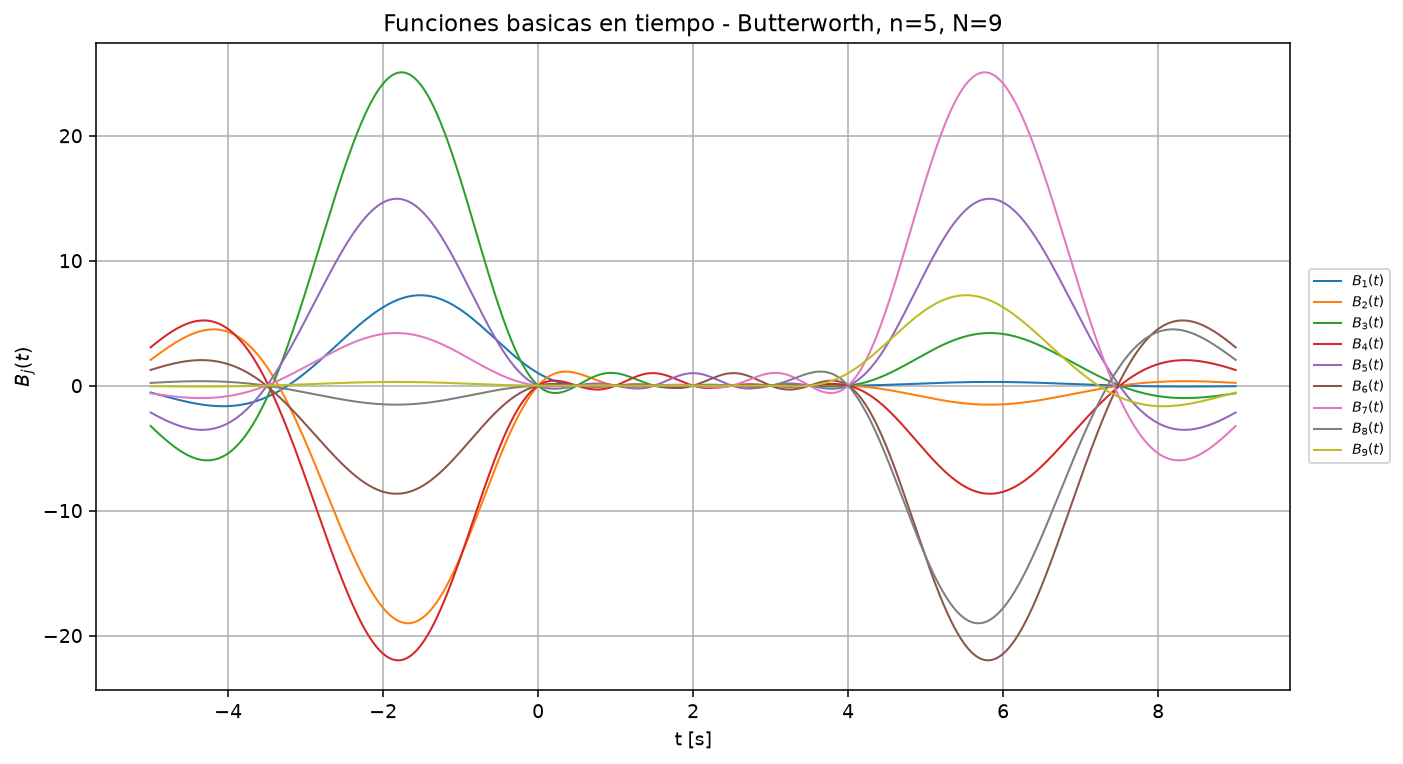 Funciones basicas en tiempo - Butterworth, n=5, N=9
20
10
0
−10
−20
B_j(t)
−4
−2
0
2
4
6
8
t [s]
B_1(t)
B_2(t)
B_3(t)
B_4(t)
B_5(t)
B_6(t)
B_7(t)
B_8(t)
B_9(t)